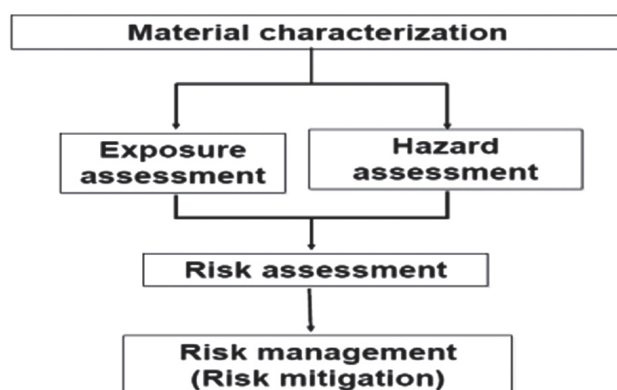 Material characterization
Exposure
assessment
Hazard
assessment
Risk assessment
Risk management
(Risk mitigation)